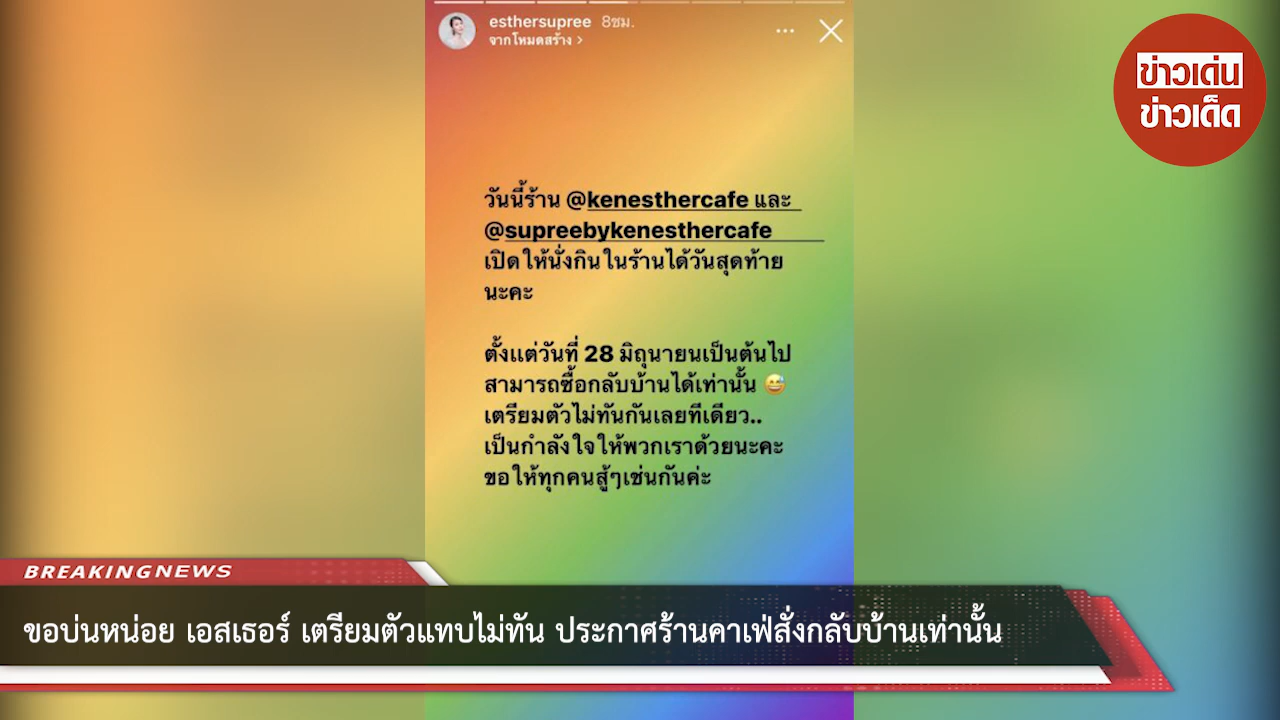 esthersupree 8ชม.
จากโหมดสร้าง >
ข่าวเด่น
ข่าวเด็ด
วันนี้ร้าน @kenesthercafe และ
@supreebykenesthercafe
เปิดให้นั่งกินในร้านได้วันสุดท้าย
นะคะ
ตั้งแต่วันที่ 28 มิถุนายนเป็นต้นไป
สามารถซื้อกลับบ้านได้เท่านั้น 😅
เตรียมตัวไม่ทันกันเลยทีเดียว..
เป็นกำลังใจให้พวกเราด้วยนะคะ
ขอให้ทุกคนสู้ๆเช่นกันค่ะ
BREAKINGNEWS
ขอบ่นหน่อย เอสเธอร์ เตรียมตัวแทบไม่ทัน ประกาศร้านคาเฟ่สั่งกลับบ้านเท่านั้น